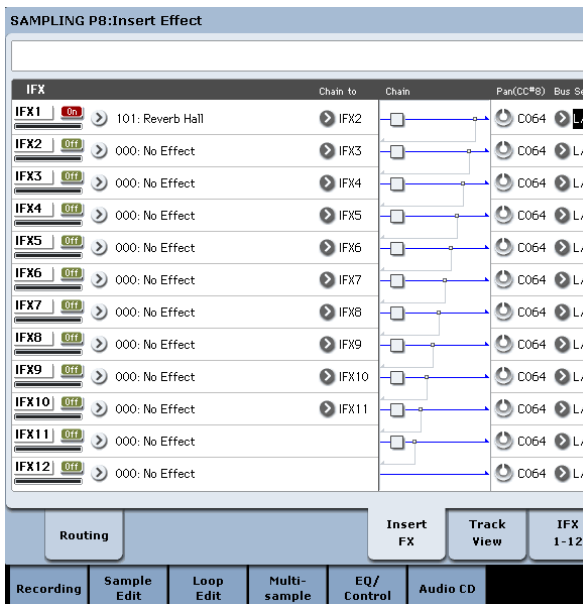 SAMPLING P8:Insert Effect
IFX Chain to Chain Pan(CC#8) Bus Se
IFX1 On 101: Reverb Hall IFX2 C064 L/
IFX2 Off 000: No Effect IFX3 C064 L/
IFX3 Off 000: No Effect IFX4 C064 L/
IFX4 Off 000: No Effect IFX5 C064 L/
IFX5 Off 000: No Effect IFX6 C064 L/
IFX6 Off 000: No Effect IFX7 C064 L/
IFX7 Off 000: No Effect IFX8 C064 L/
IFX8 Off 000: No Effect IFX9 C064 L/
IFX9 Off 000: No Effect IFX10 C064 L/
IFX10 Off 000: No Effect IFX11 C064 L/
IFX11 Off 000: No Effect C064 L/
IFX12 Off 000: No Effect C064 L/
Routing Insert FX Track View IFX 1-12
Recording Sample Edit Loop Edit Multi-sample EQ/Control Audio CD